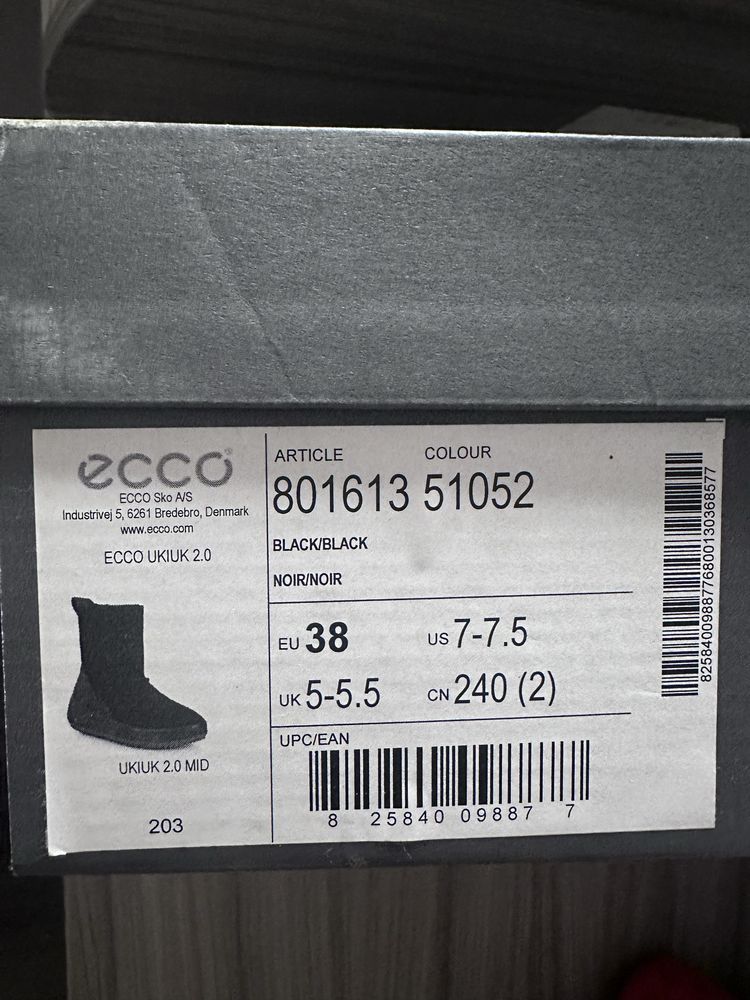 ecco
ECCO Sko A/S
Industrivej 5, 6261 Bredebro, Denmark
www.ecco.com
ECCO UKIUK 2.0
UKIUK 2.0 MID
203
ARTICLE COLOUR
801613 51052
BLACK/BLACK
NOIR/NOIR
EU 38 US 7-7.5
UK 5-5.5 CN 240 (2)
UPC/EAN
8 25840 09887 7
82584009887768001303685​77